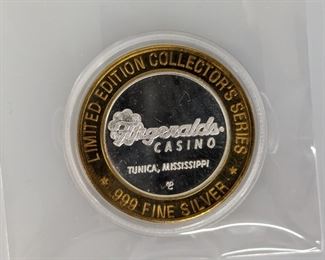 LIMITED EDITION COLLECTOR'S SERIES
Fitzgeralds
CASINO
TUNICA, MISSISSIPPI
.999 FINE SILVER